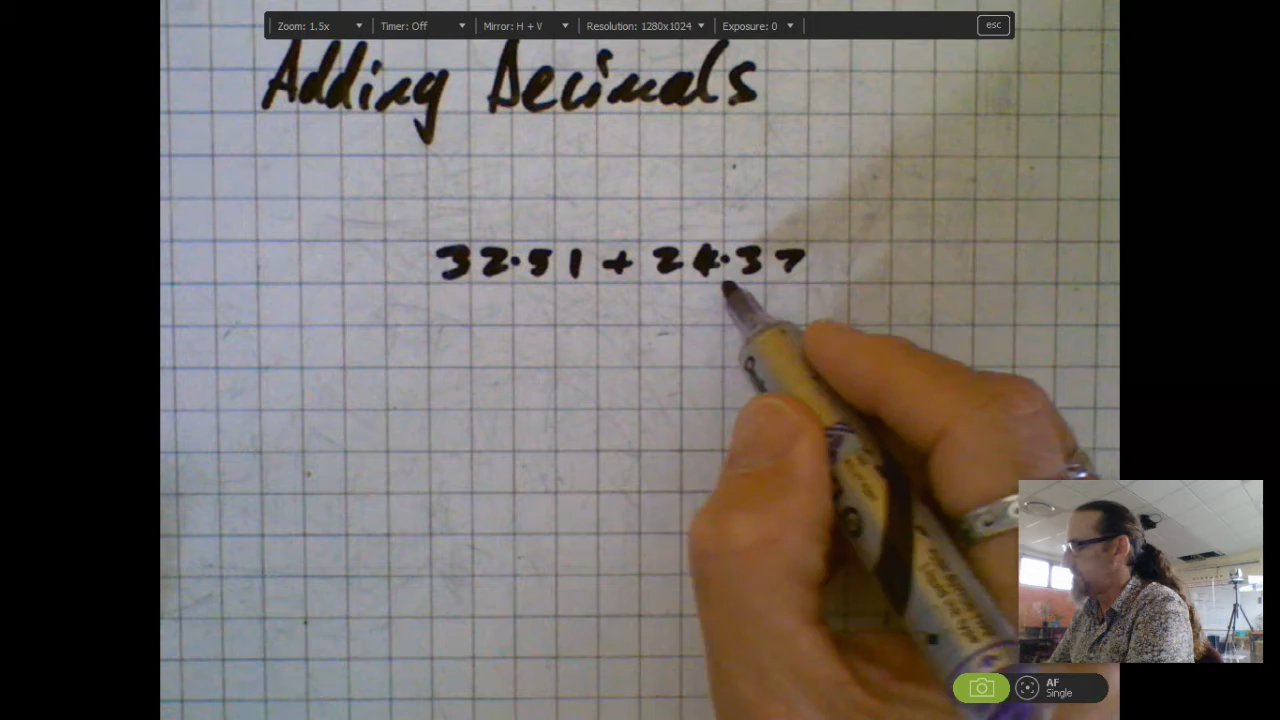 Zoom: 1.5x Timer: Off Mirror: H + V Resolution: 1280x1024 Exposure: 0 esc
Adding Decimals
32·51 + 24·37
AF
Single